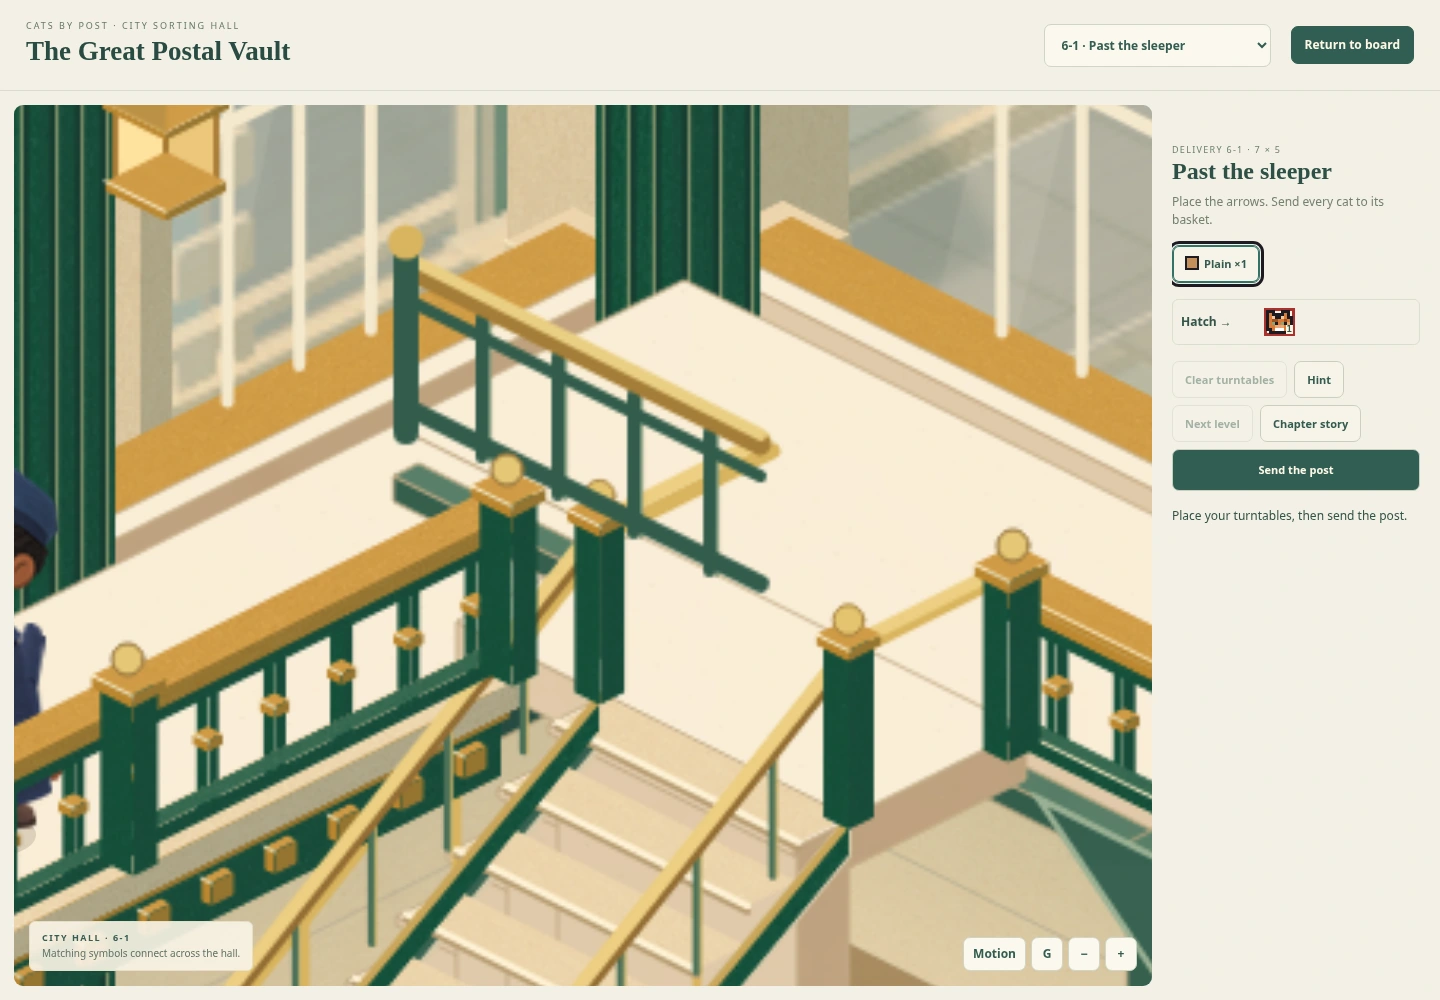 CATS BY POST · CITY SORTING HALL
The Great Postal Vault
6-1 · Past the sleeper
Return to board
DELIVERY 6-1 · 7 × 5
Past the sleeper
Place the arrows. Send every cat to its
basket.
Plain ×1
Hatch →
1
Clear turntables
Hint
Next level
Chapter story
Send the post
Place your turntables, then send the post.
CITY HALL · 6-1
Matching symbols connect across the hall.
Motion
G
−
+